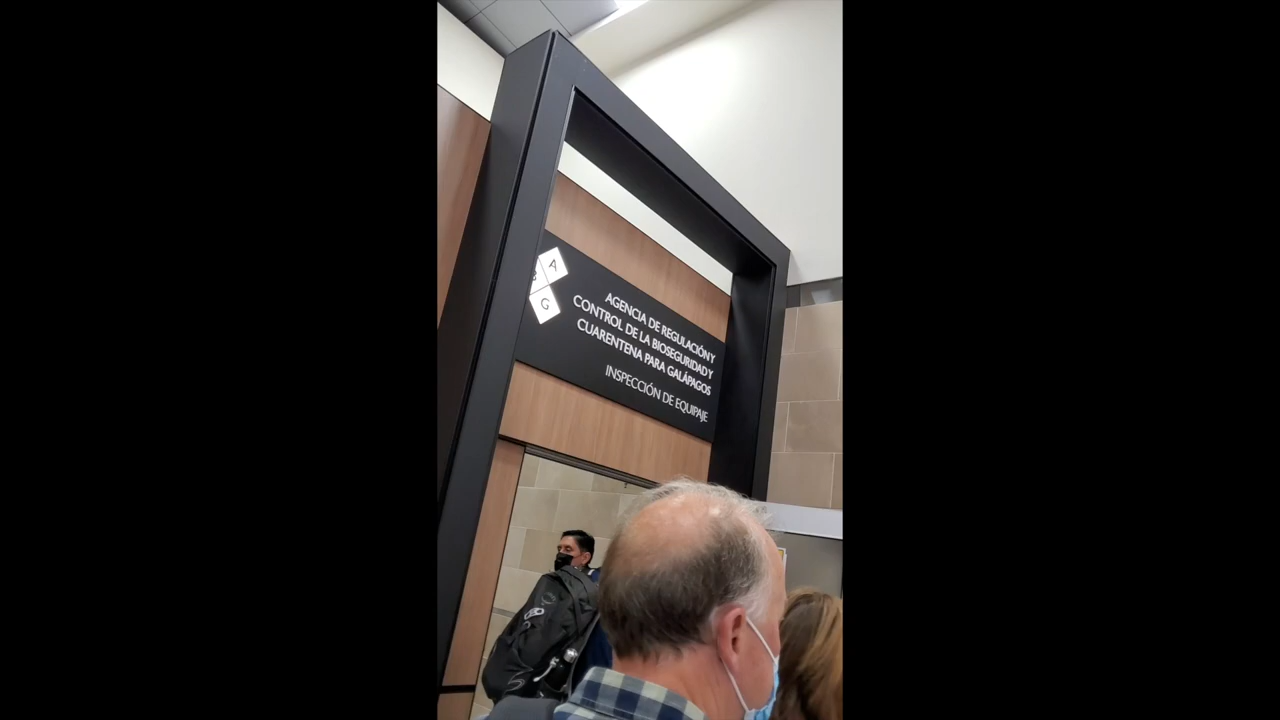 A
G
AGENCIA DE REGULACIÓN Y
CONTROL DE LA BIOSEGURIDAD Y
CUARENTENA PARA GALÁPAGOS
INSPECCIÓN DE EQUIPAJE